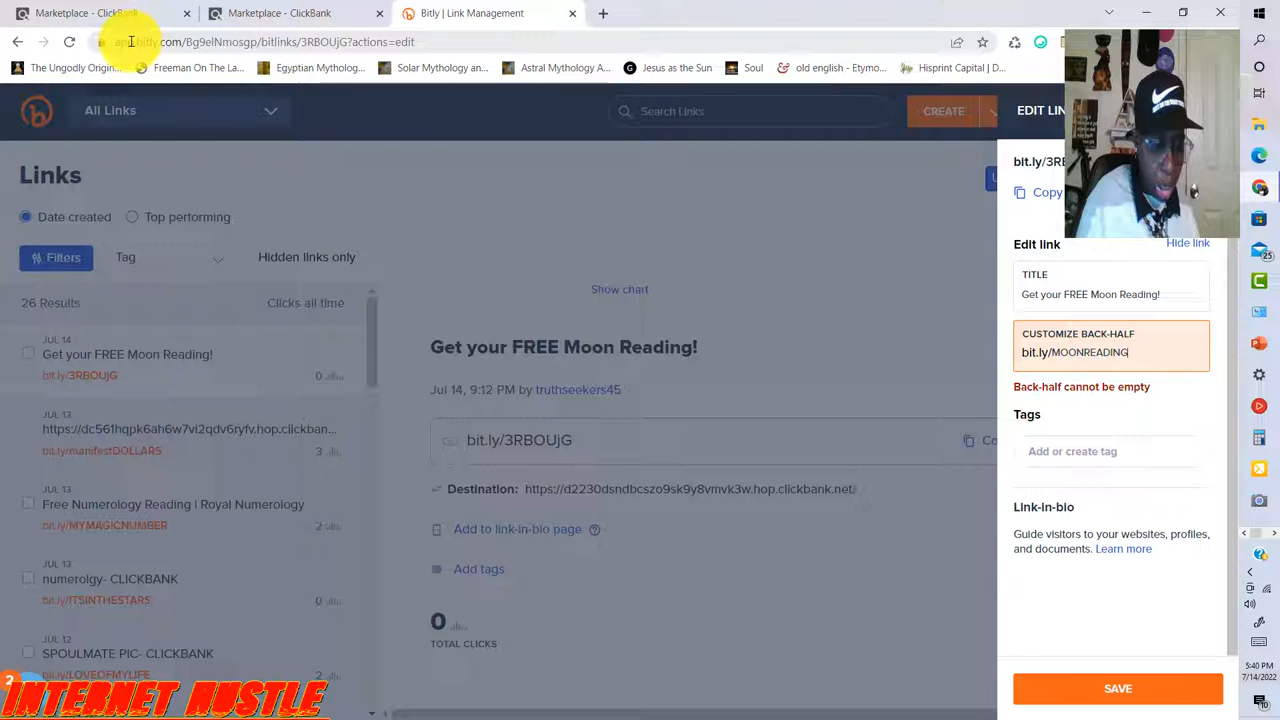 Marketplace - ClickBank
Marketplace - ClickBank
Bitly | Link Management
app.bitly.com/Bg9elNmosgp/bitlinks/3RBOUjG?actions=edit
The Ungodly Origin...
Freeman On The La...
Egyptian Mytholog...
Solar Mythology an...
Astral Mythology A...
Jesus as the Sun
Soul
old english - Etymo...
Hisprint Capital | D...
All Links
Search Links
CREATE
EDIT LIN
Links
bit.ly/3RE
Date created
Top performing
Copy
Filters
Tag
Hidden links only
Edit link
Hide link
TITLE
Get your FREE Moon Reading!
26 Results
Clicks all time
Show chart
CUSTOMIZE BACK-HALF
bit.ly/MOONREADING
Back-half cannot be empty
JUL 14
Get your FREE Moon Reading!
bit.ly/3RBOUjG
0
Get your FREE Moon Reading!
Jul 14, 9:12 PM by truthseekers45
Tags
Add or create tag
JUL 13
https://dc561hqpk6ah6w7vi2qdv6ryfv.hop.clickban...
bit.ly/manifestDOLLARS
3
bit.ly/3RBOUjG
Co
Destination: https://d2230dsndbcszo9sk9y8vmvk3w.hop.clickbank.net/
JUL 13
Free Numerology Reading | Royal Numerology
bit.ly/MYMAGICNUMBER
2
Add to link-in-bio page
Link-in-bio
Guide visitors to your websites, profiles,
and documents. Learn more
Add tags
JUL 13
numerolgy- CLICKBANK
bit.ly/ITSINTHESTARS
0
0
TOTAL CLICKS
JUL 12
SPOULMATE PIC- CLICKBANK
bit.ly/LOVEOFMYLIFE
2
SAVE
2
INTERNET HUSTLE
25
5:40 PM
7/14/2022
10